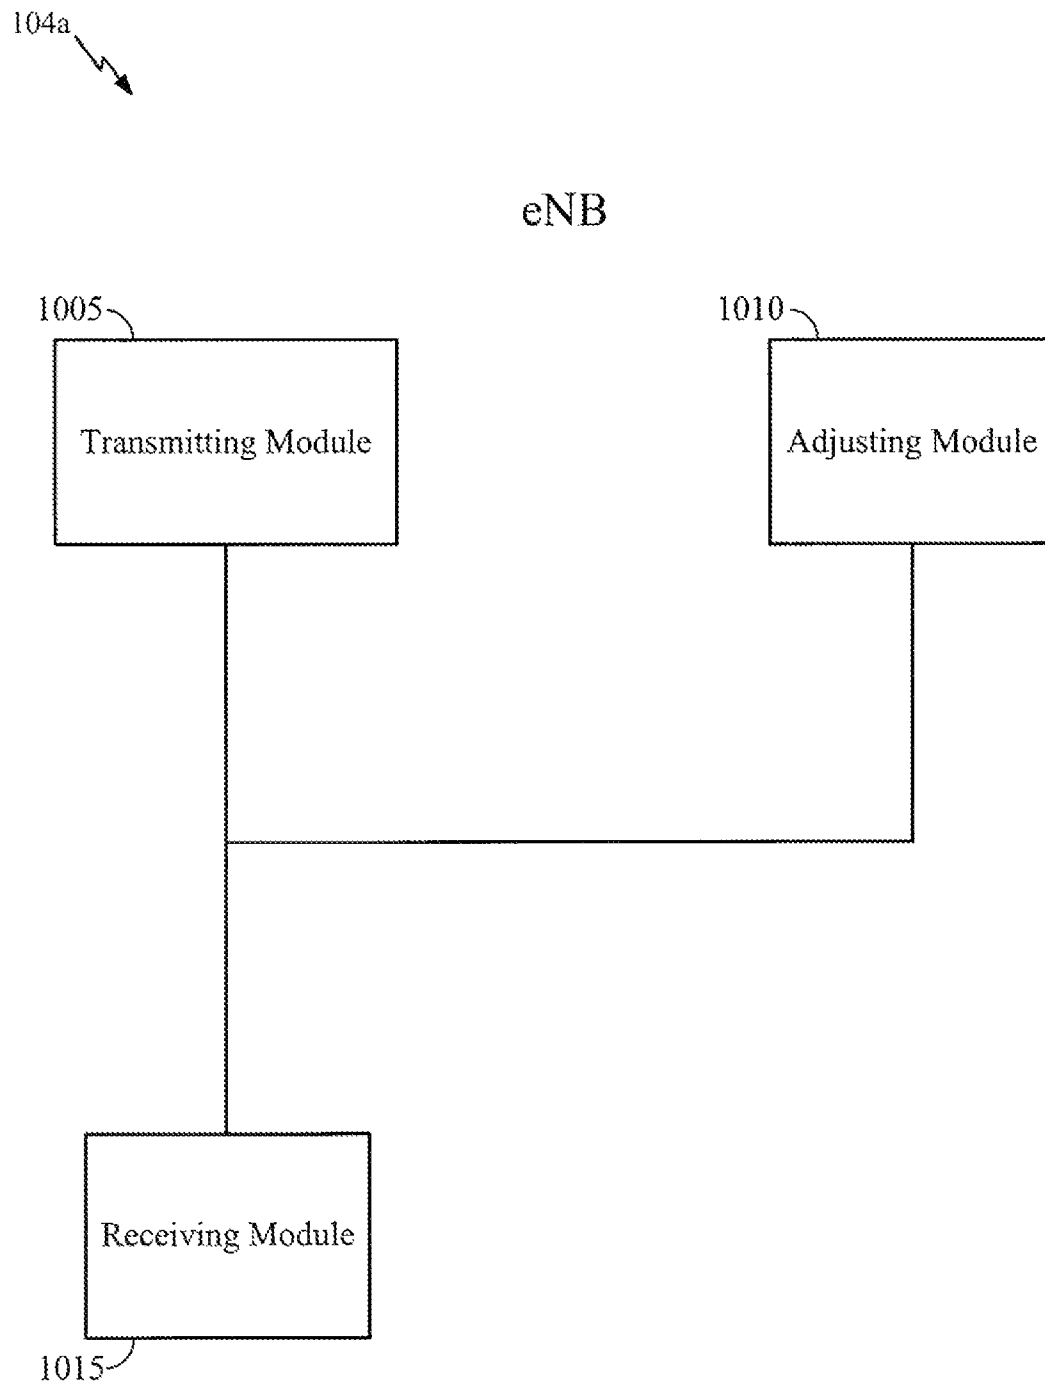 104a
eNB
1005
1010
Transmitting Module
Adjusting Module
Receiving Module
1015